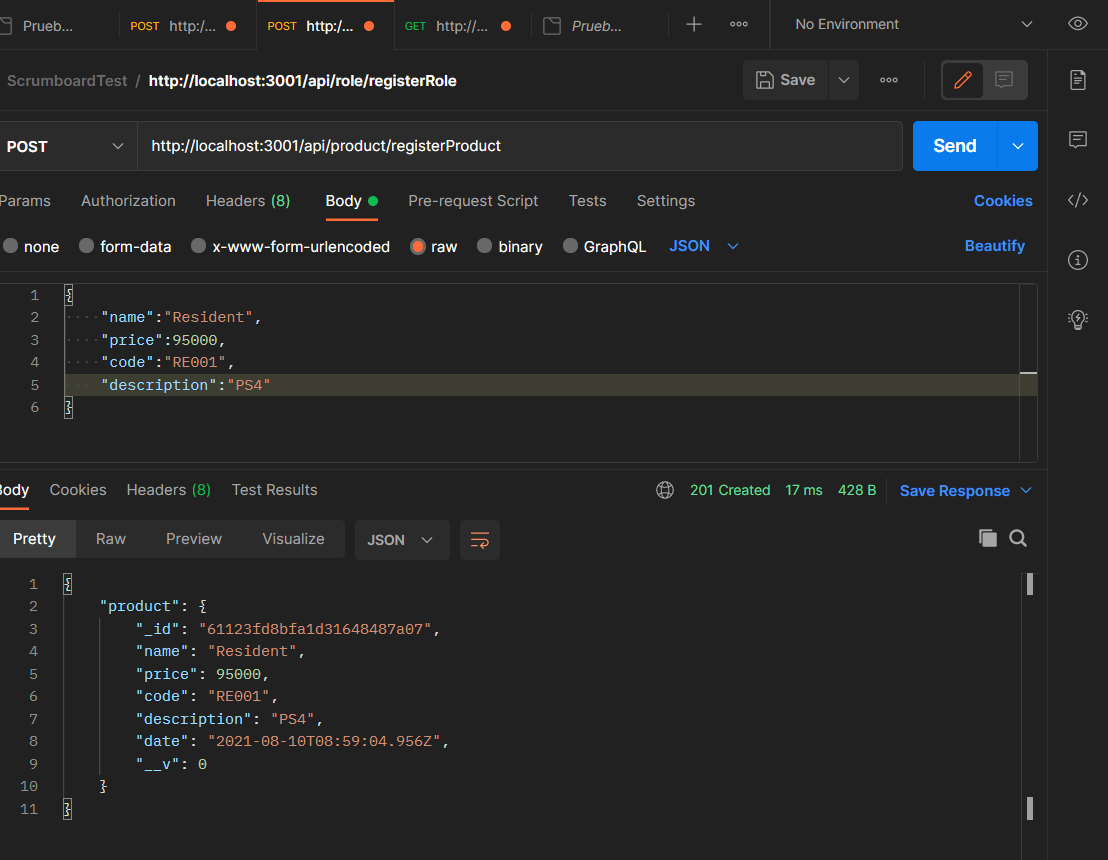 Prueb... POST http:/... POST http:/... GET http://... Prueb... No Environment
ScrumboardTest / http://localhost:3001/api/role/registerRole Save
POST http://localhost:3001/api/product/registerProduct Send
Params Authorization Headers (8) Body Pre-request Script Tests Settings Cookies
none form-data x-www-form-urlencoded raw binary GraphQL JSON Beautify
1 {
2 "name":"Resident",
3 "price":95000,
4 "code":"RE001",
5 "description":"PS4"
6 }
Body Cookies Headers (8) Test Results 201 Created 17 ms 428 B Save Response
Pretty Raw Preview Visualize JSON
1 {
2 "product": {
3 "_id": "61123fd8bfa1d31648487a07",
4 "name": "Resident",
5 "price": 95000,
6 "code": "RE001",
7 "description": "PS4",
8 "date": "2021-08-10T08:59:04.956Z",
9 "__v": 0
10 }
11 }